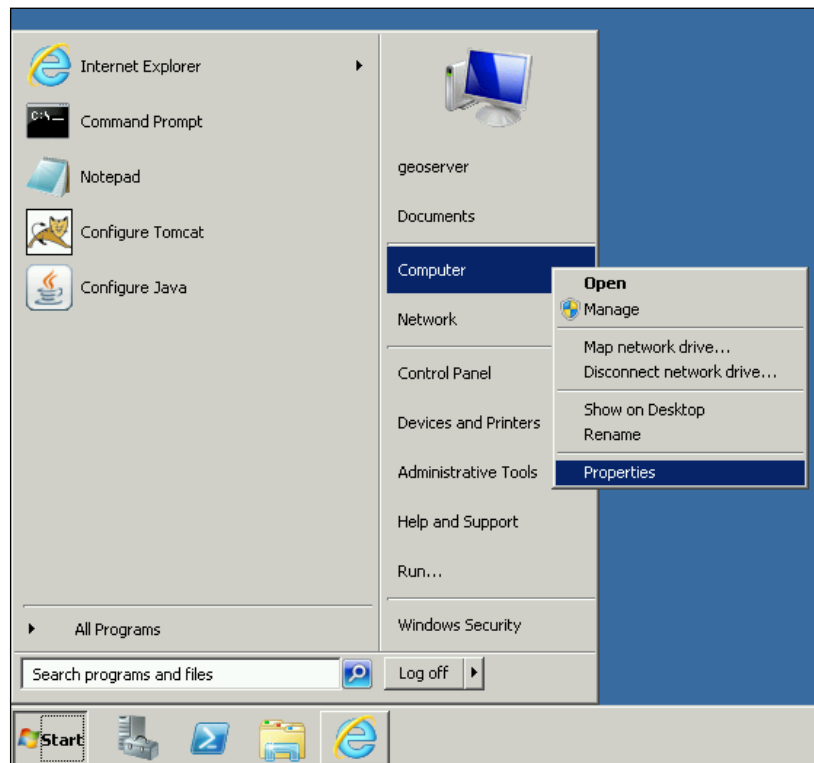 Internet Explorer
C:\_
Command Prompt
Notepad
Configure Tomcat
Configure Java
All Programs
Search programs and files
geoserver
Documents
Computer
Network
Control Panel
Devices and Printers
Administrative Tools
Help and Support
Run...
Windows Security
Log off
Open
Manage
Map network drive...
Disconnect network drive...
Show on Desktop
Rename
Properties
Start